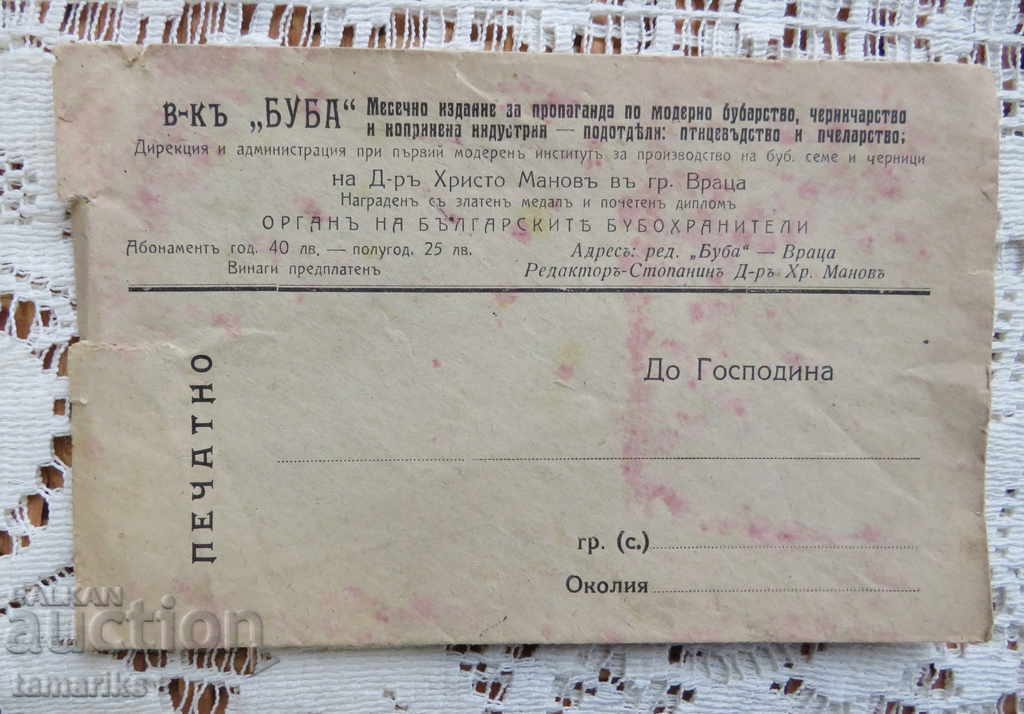 В-КЪ „БУБА“ Месечно издание за пропаганда по модерно бубарство, черничарство
и копринена индустрия — подотдѣли: птицевъдство и пчеларство;
Дирекция и администрация при първий модеренъ институтъ за производство на буб. семе и черници
на Д-ръ Христо Мановъ въ гр. Враца
Награденъ съ златенъ медалъ и почетенъ дипломъ
ОРГАНЪ НА БЪЛГАРСКИТѢ БУБОХРАНИТЕЛИ
Абонаментъ год. 40 лв. — полугод. 25 лв.
Винаги предплатенъ
Адресъ: ред. „Буба“ — Враца
Редакторъ-Стопанинъ Д-ръ Хр. Мановъ
ПЕЧАТНО
До Господина
гр. (с.)
Околия
BALKAN
auction
tamariks